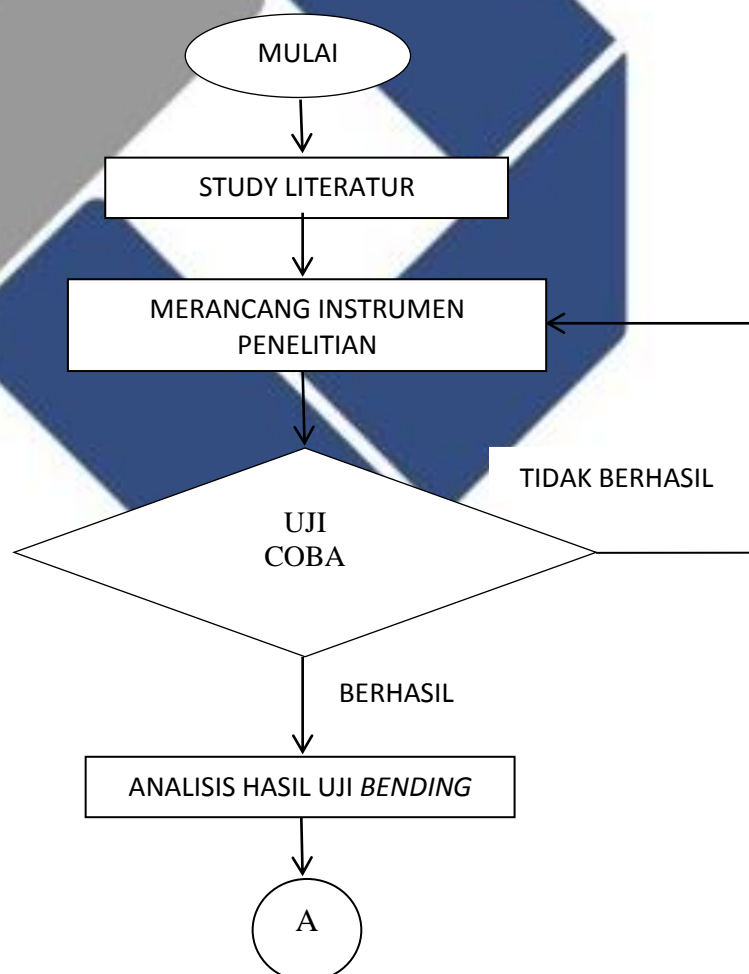 MULAI
STUDY LITERATUR
MERANCANG INSTRUMEN
PENELITIAN
TIDAK BERHASIL
UJI
COBA
BERHASIL
ANALISIS HASIL UJI BENDING
A